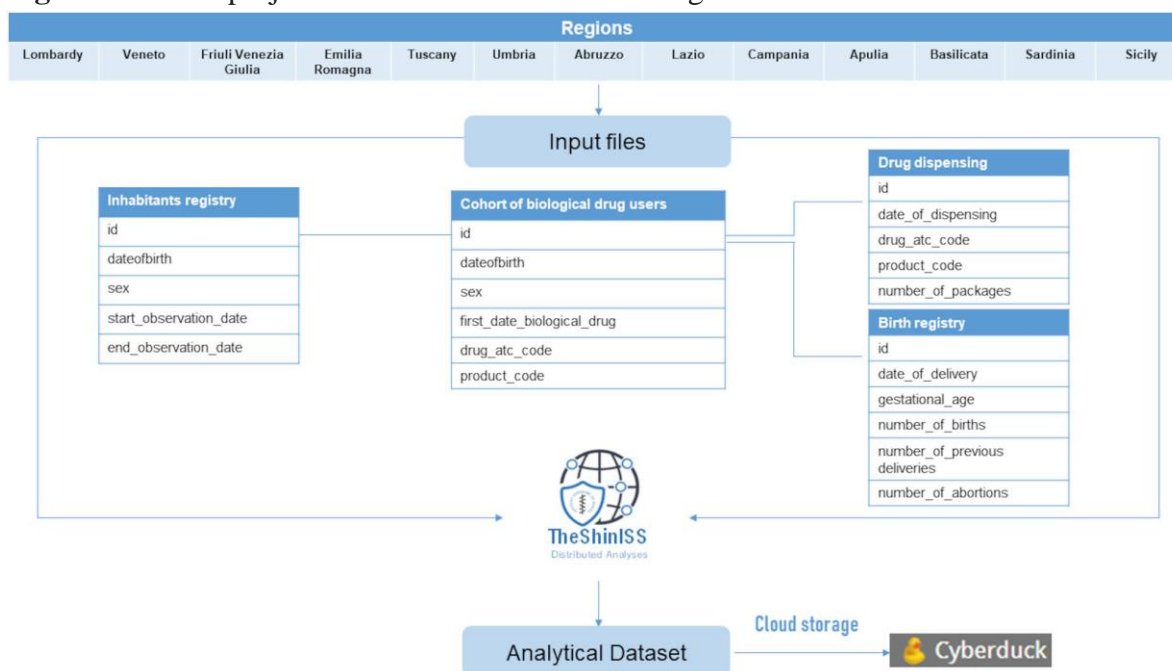 Regions
Lombardy Veneto Friuli Venezia Giulia Emilia Romagna Tuscany Umbria Abruzzo Lazio Campania Apulia Basilicata Sardinia Sicily
Input files
Inhabitants registry
id
dateofbirth
sex
start_observation_date
end_observation_date
Cohort of biological drug users
id
dateofbirth
sex
first_date_biological_drug
drug_atc_code
product_code
Drug dispensing
id
date_of_dispensing
drug_atc_code
product_code
number_of_packages
Birth registry
id
date_of_delivery
gestational_age
number_of_births
number_of_previous
deliveries
number_of_abortions
TheShinISS
Distributed Analyses
Analytical Dataset
Cloud storage
Cyberduck